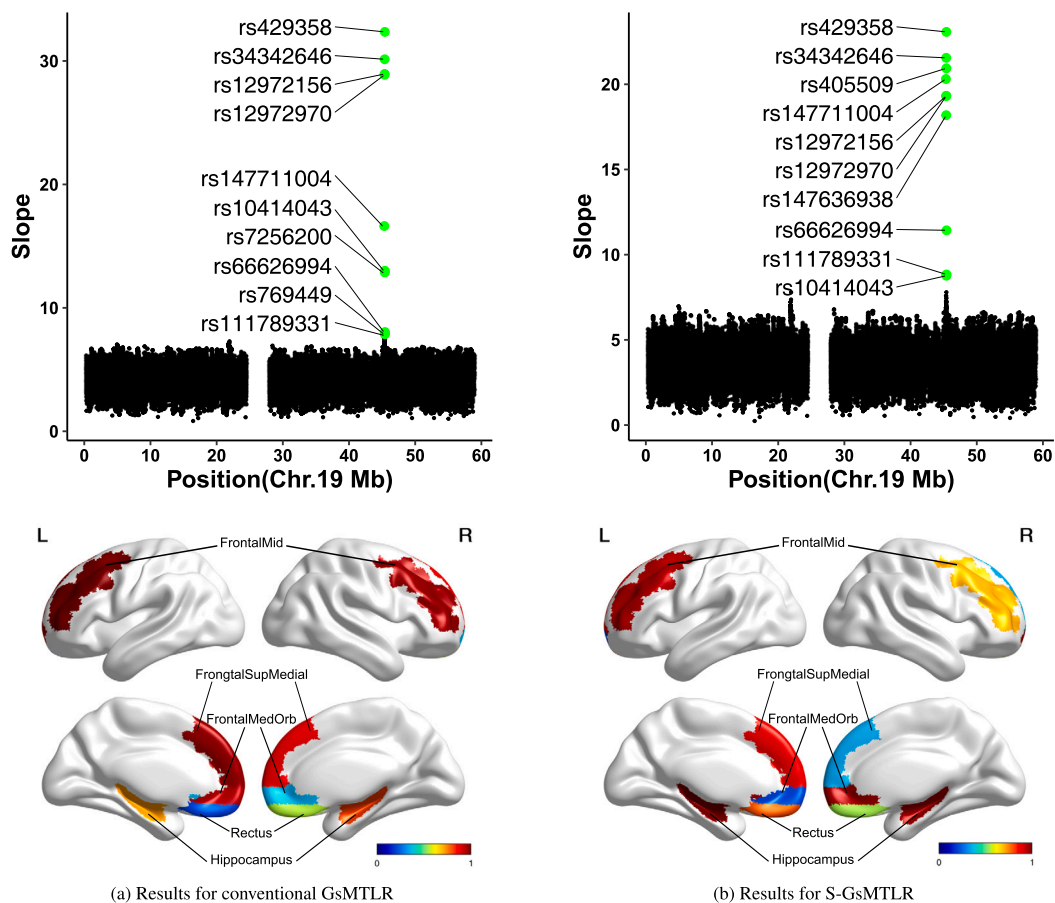 rs429358
rs34342646
rs12972156
rs12972970
rs147711004
rs10414043
rs7256200
rs66626994
rs769449
rs111789331
30
20
10
0
Slope
0 10 20 30 40 50 60
Position(Chr.19 Mb)
rs429358
rs34342646
rs405509
rs147711004
rs12972156
rs12972970
rs147636938
rs66626994
rs111789331
rs10414043
20
15
10
5
0
Slope
0 10 20 30 40 50 60
Position(Chr.19 Mb)
L
R
FrontalMid
FrongtalSupMedial
FrontalMedOrb
Rectus
Hippocampus
0 1
(a) Results for conventional GsMTLR
L
R
FrontalMid
FrongtalSupMedial
FrontalMedOrb
Rectus
Hippocampus
0 1
(b) Results for S-GsMTLR